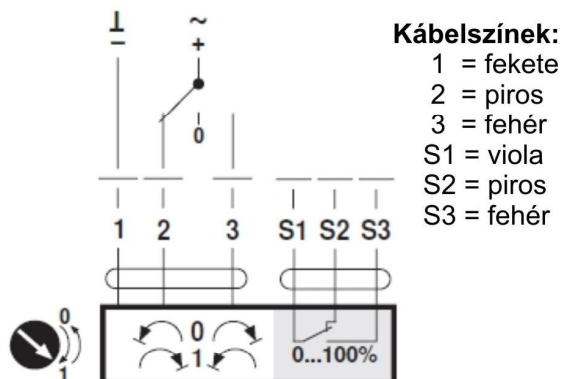 ⊥ ~
− +
0
1 2 3 S1 S2 S3
0
1
0
1
0...100%
Kábelszínek:
1 = fekete
2 = piros
3 = fehér
S1 = viola
S2 = piros
S3 = fehér